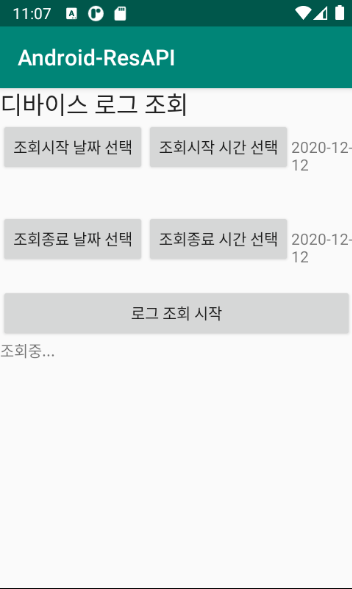 11:07
Android-ResAPI
디바이스 로그 조회
조회시작 날짜 선택
조회시작 시간 선택
2020-12-
12
조회종료 날짜 선택
조회종료 시간 선택
2020-12-
12
로그 조회 시작
조회중...